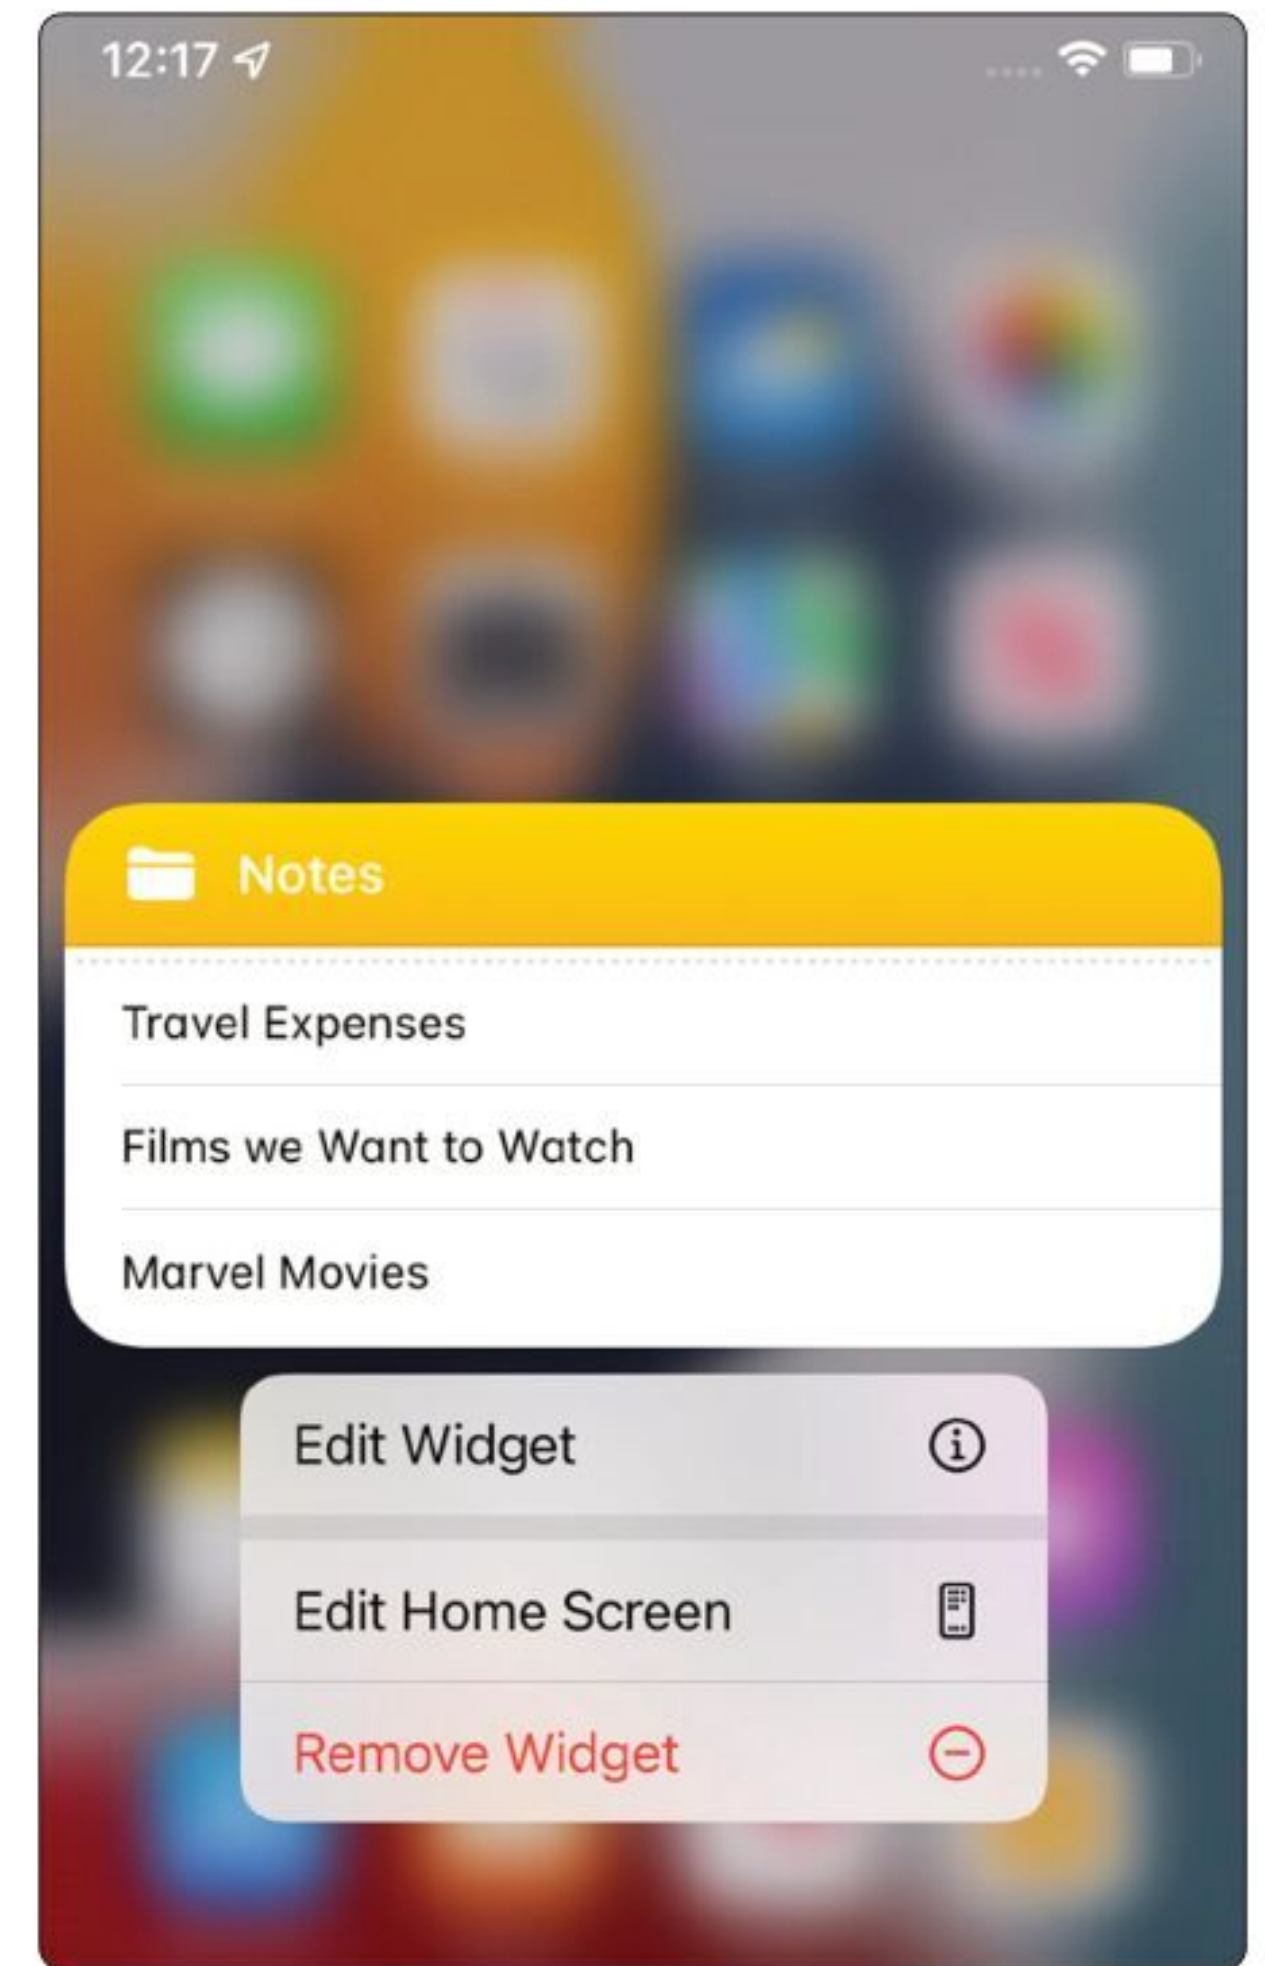 12:17
Notes
Travel Expenses
Films we Want to Watch
Marvel Movies
Edit Widget
Edit Home Screen
Remove Widget